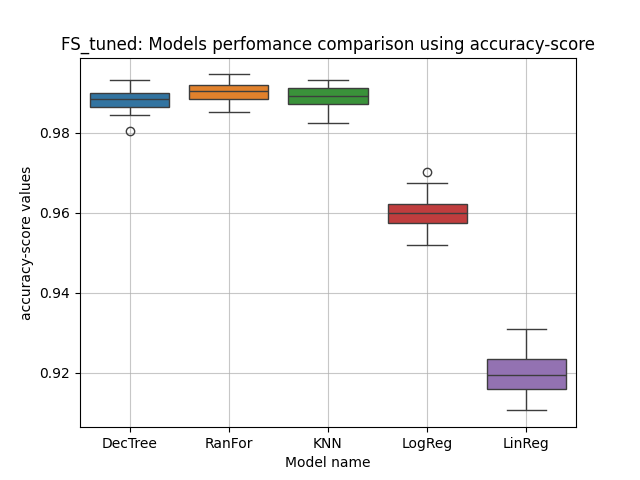 FS_tuned: Models perfomance comparison using accuracy-score
accuracy-score values
0.98
0.96
0.94
0.92
DecTree RanFor KNN LogReg LinReg
Model name